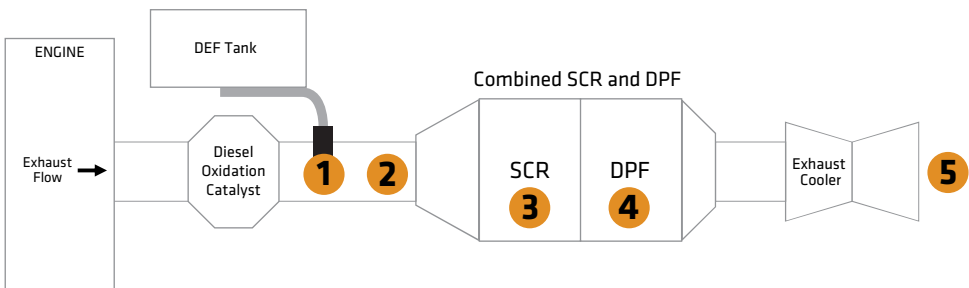 ENGINE
Exhaust
Flow
DEF Tank
Diesel
Oxidation
Catalyst
1
2
Combined SCR and DPF
SCR
3
DPF
4
Exhaust
Cooler
5